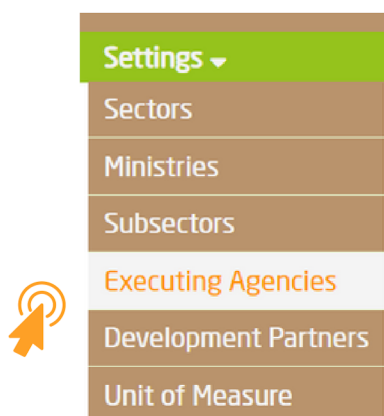 Settings
Sectors
Ministries
Subsectors
Executing Agencies
Development Partners
Unit of Measure